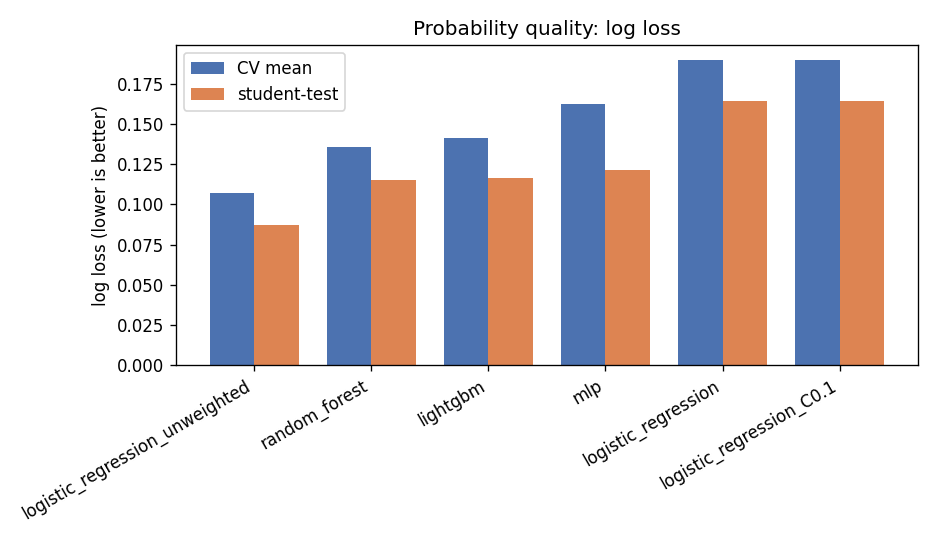 Probability quality: log loss
CV mean
student-test
log loss (lower is better)
0.175
0.150
0.125
0.100
0.075
0.050
0.025
0.000
logistic_regression_unweighted
random_forest
lightgbm
mlp
logistic_regression
logistic_regression_C0.1